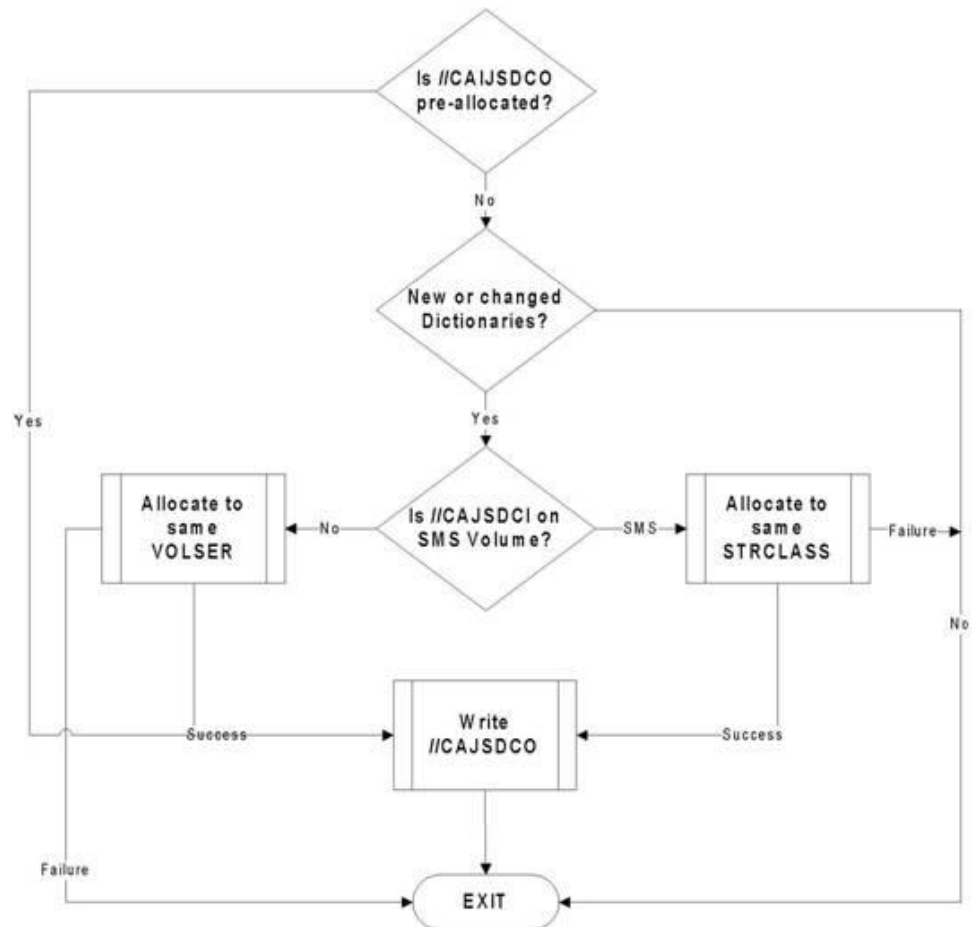 Is //CAIJSDCO
pre-allocated?
No
New or changed
Dictionaries?
Yes
Yes
Allocate to
same
VOLSER
No
Is //CAJSDCI on
SMS Volume?
SMS
Allocate to
same
STRCLASS
Failure
No
Success
Write
//CAJSDCO
Success
Failure
EXIT